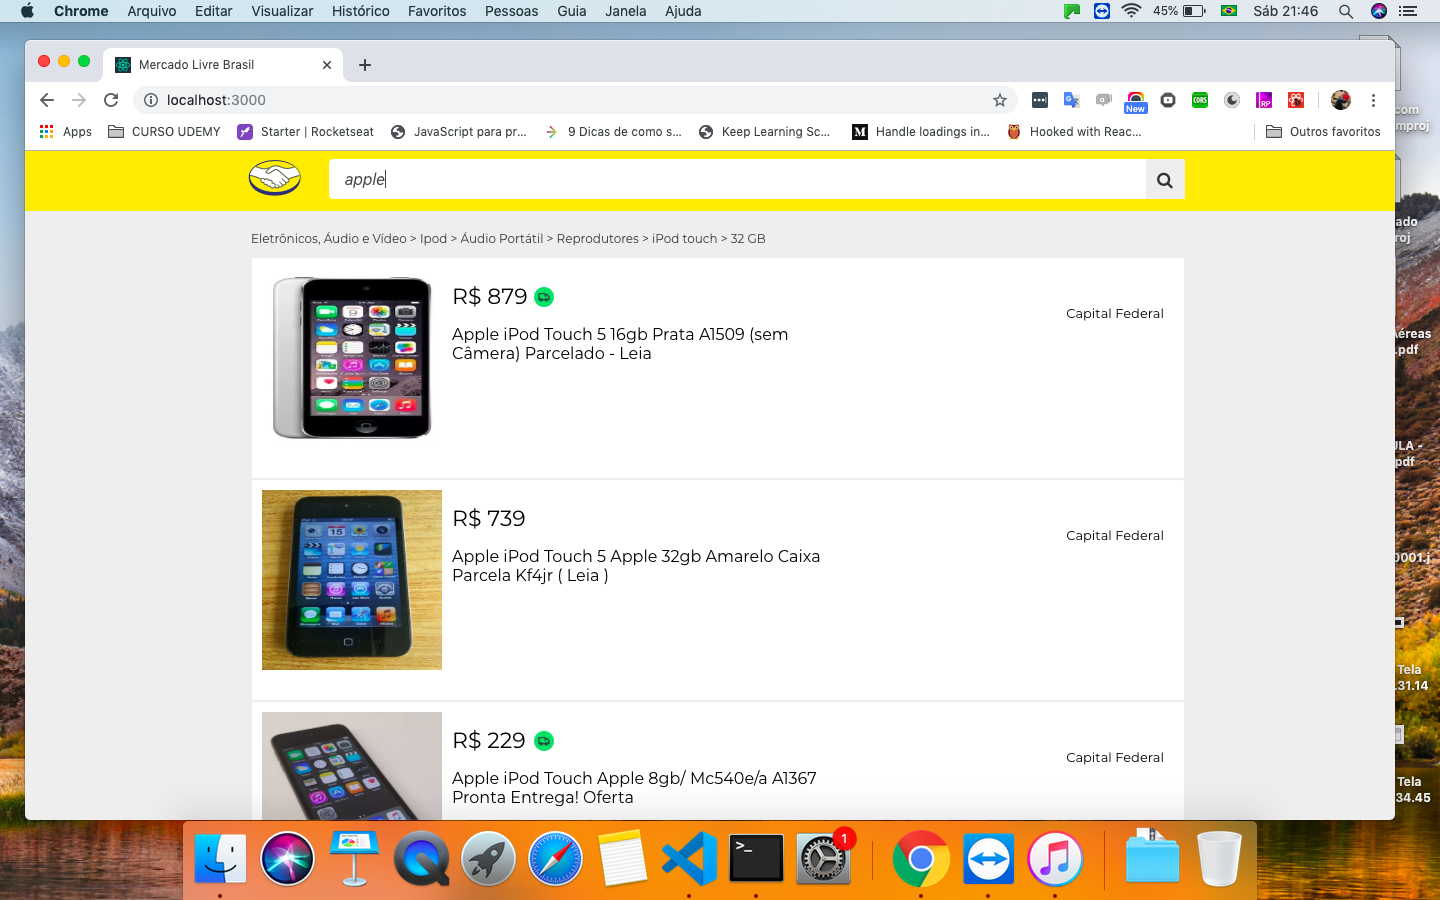 Chrome Arquivo Editar Visualizar Histórico Favoritos Pessoas Guia Janela Ajuda 45% Sáb 21:46
Mercado Livre Brasil
localhost:3000
New
CORS
RP
Apps CURSO UDEMY Starter | Rocketseat JavaScript para pr... 9 Dicas de como s... Keep Learning Sc... Handle loadings in... Hooked with Reac... Outros favoritos
apple
Eletrônicos, Áudio e Vídeo > Ipod > Áudio Portátil > Reprodutores > iPod touch > 32 GB
R$ 879
Capital Federal
Apple iPod Touch 5 16gb Prata A1509 (sem
Câmera) Parcelado - Leia
R$ 739
Capital Federal
Apple iPod Touch 5 Apple 32gb Amarelo Caixa
Parcela Kf4jr ( Leia )
R$ 229
Capital Federal
Apple iPod Touch Apple 8gb/ Mc540e/a A1367
Pronta Entrega! Oferta
com
mproj
ado
roj
Aéreas
.pdf
ULA -
pdf
0001.j
Tela
.31.14
Tela
34.45
>_
1